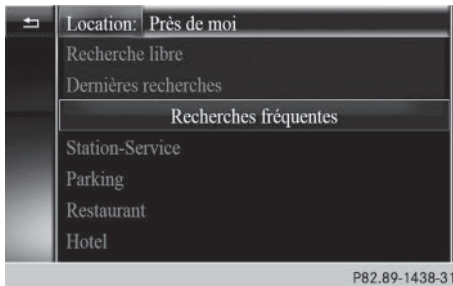 Location: Près de moi
Recherche libre
Dernières recherches
Recherches fréquentes
Station-Service
Parking
Restaurant
Hotel
P82.89-1438-31